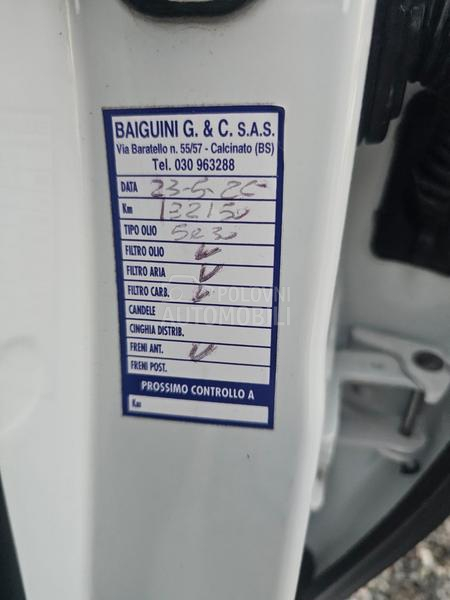 BAIGUINI G. & C. S.A.S.
Via Baratello n. 55/57 - Calcinato (BS)
Tel. 030 963288
DATA 23-5-25
Km 132150
TIPO OLIO 5W30
FILTRO OLIO ✓
FILTRO ARIA ✓
FILTRO CARB. ✓
POLOVNI
AUTOMOBILI
CANDELE
CINGHIA DISTRIB.
FRENI ANT. ✓
FRENI POST.
PROSSIMO CONTROLLO A
Km